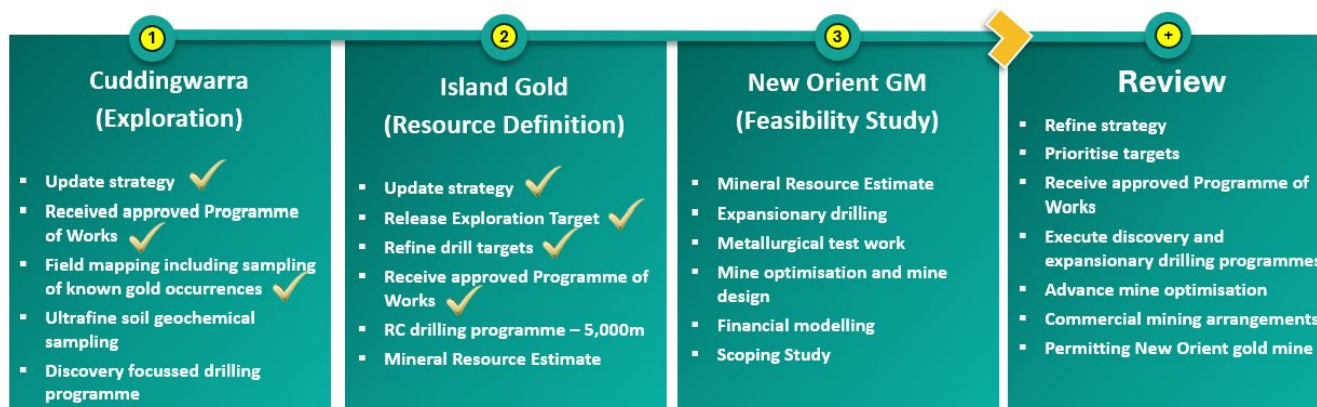 1
Cuddingwarra
(Exploration)
▪ Update strategy
▪ Received approved Programme
of Works
▪ Field mapping including sampling
of known gold occurrences
▪ Ultrafine soil geochemical
sampling
▪ Discovery focussed drilling
programme
2
Island Gold
(Resource Definition)
▪ Update strategy
▪ Release Exploration Target
▪ Refine drill targets
▪ Receive approved Programme of
Works
▪ RC drilling programme – 5,000m
▪ Mineral Resource Estimate
3
New Orient GM
(Feasibility Study)
▪ Mineral Resource Estimate
▪ Expansionary drilling
▪ Metallurgical test work
▪ Mine optimisation and mine
design
▪ Financial modelling
▪ Scoping Study
+
Review
▪ Refine strategy
▪ Prioritise targets
▪ Receive approved Programme of
Works
▪ Execute discovery and
expansionary drilling programmes
▪ Advance mine optimisation
▪ Commercial mining arrangements
▪ Permitting New Orient gold mine